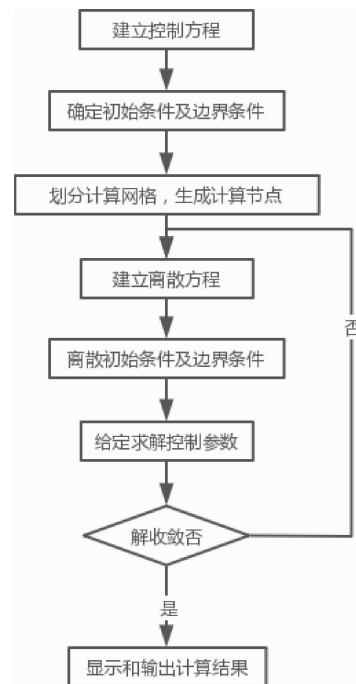 建立控制方程
确定初始条件及边界条件
划分计算网格，生成计算节点
建立离散方程
否
离散初始条件及边界条件
给定求解控制参数
解收敛否
是
显示和输出计算结果